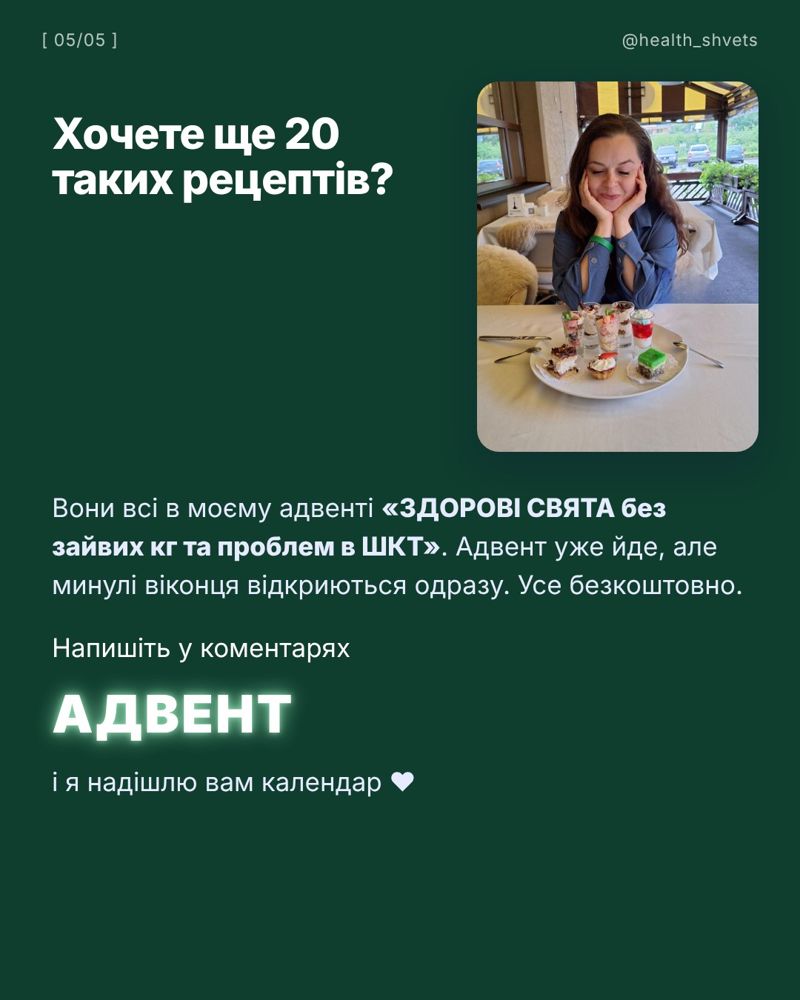 [ 05/05 ]
@health_shvets
Хочете ще 20
таких рецептів?
Вони всі в моєму адвенті «ЗДОРОВІ СВЯТА без
зайвих кг та проблем в ШКТ». Адвент уже йде, але
минулі віконця відкриються одразу. Усе безкоштовно.
Напишіть у коментарях
АДВЕНТ
і я надішлю вам календар ♥